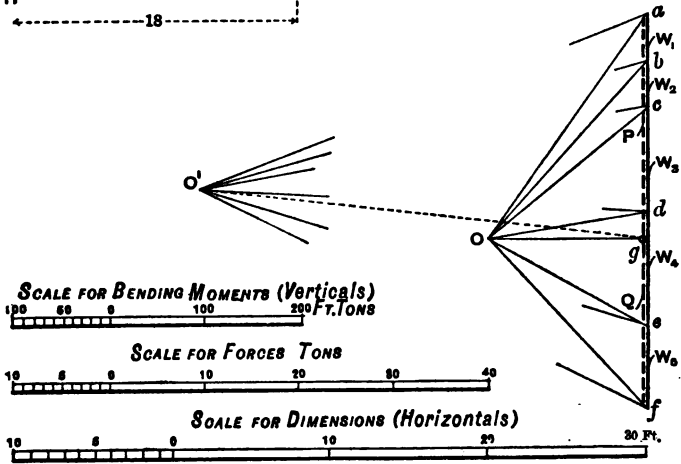 18
a
W₁
b
W₂
c
P
W₃
O'
d
O
g
W₄
SCALE FOR BENDING MOMENTS (Verticals)
100 50 0 100 200 FT. TONS
Q
e
SCALE FOR FORCES TONS
W₅
10 5 0 10 20 30 40
f
SCALE FOR DIMENSIONS (Horizontals)
10 5 0 10 20 30 Ft.